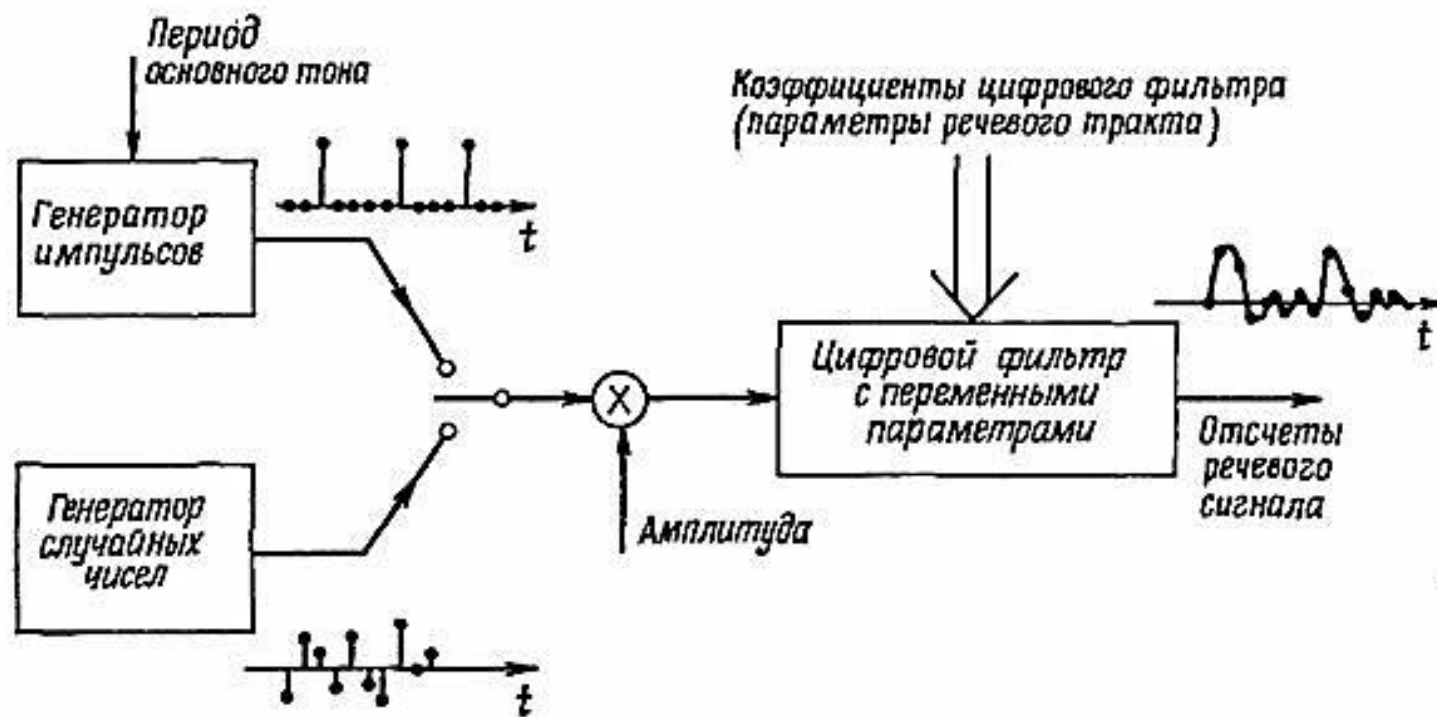 Период
основного тона
Коэффициенты цифрового фильтра
(параметры речевого тракта)
Генератор
импульсов
t
t
Цифровой фильтр
с переменными
параметрами
X
Отсчеты
речевого
сигнала
Амплитуда
Генератор
случайных
чисел
t